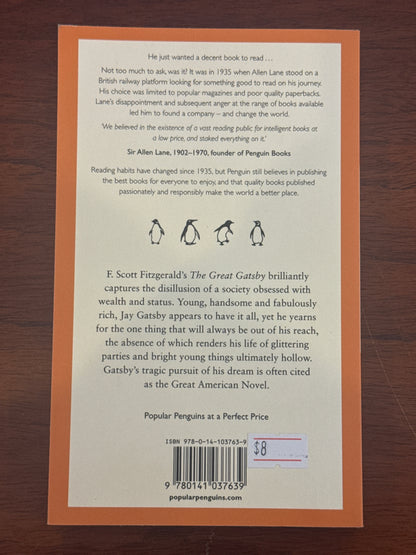 He just wanted a decent book to read ...
Not too much to ask, was it? It was in 1935 when Allen Lane stood on a
British railway platform looking for something good to read on his journey.
His choice was limited to popular magazines and poor quality paperbacks.
Lane's disappointment and subsequent anger at the range of books available
led him to found a company – and change the world.
'We believed in the existence of a vast reading public for intelligent books at
a low price, and staked everything on it.'
Sir Allen Lane, 1902–1970, founder of Penguin Books
Reading habits have changed since 1935, but Penguin still believes in publishing
the best books for everyone to enjoy, and that quality books published
passionately and responsibly make the world a better place.
F. Scott Fitzgerald's The Great Gatsby brilliantly
captures the disillusion of a society obsessed with
wealth and status. Young, handsome and fabulously
rich, Jay Gatsby appears to have it all, yet he yearns
for the one thing that will always be out of his reach,
the absence of which renders his life of glittering
parties and bright young things ultimately hollow.
Gatsby's tragic pursuit of his dream is often cited
as the Great American Novel.
Popular Penguins at a Perfect Price
ISBN 978-0-14-103763-9
$8
9 780141 037639
popularpenguins.com